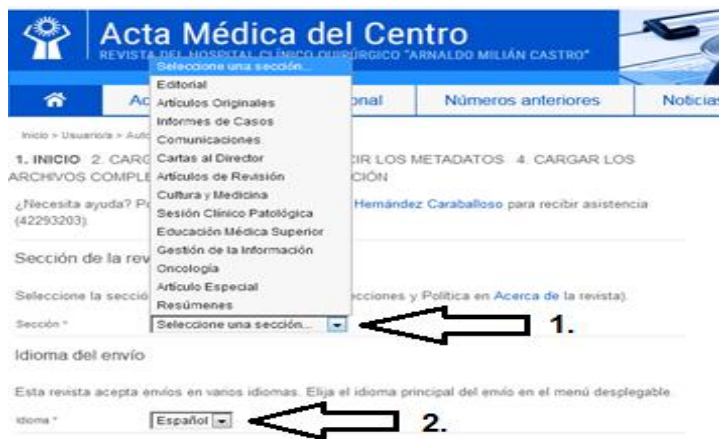 Acta Médica del Centro
REVISTA DEL HOSPITAL CLÍNICO QUIRÚRGICO "ARNALDO MILIÁN CASTRO"
Seleccione una sección...
Editorial
Artículos Originales
Informes de Casos
Comunicaciones
Cartas al Director
Artículos de Revisión
Cultura y Medicina
Sesión Clínico Patológica
Educación Médica Superior
Gestión de la Información
Oncología
Artículo Especial
Resúmenes
Ac onal Números anteriores Noticias
Inicio > Usuario/a > Auto
1. INICIO 2. CARG CIR LOS METADATOS 4. CARGAR LOS
ARCHIVOS COMPLE CIÓN
¿Necesita ayuda? Po Hernández Caraballoso para recibir asistencia
(42293203).
Sección de la rev
Seleccione la secció ecciones y Política en Acerca de la revista).
Sección * Seleccione una sección... 1.
Idioma del envío
Esta revista acepta envíos en varios idiomas. Elija el idioma principal del envío en el menú desplegable.
Idioma * Español 2.